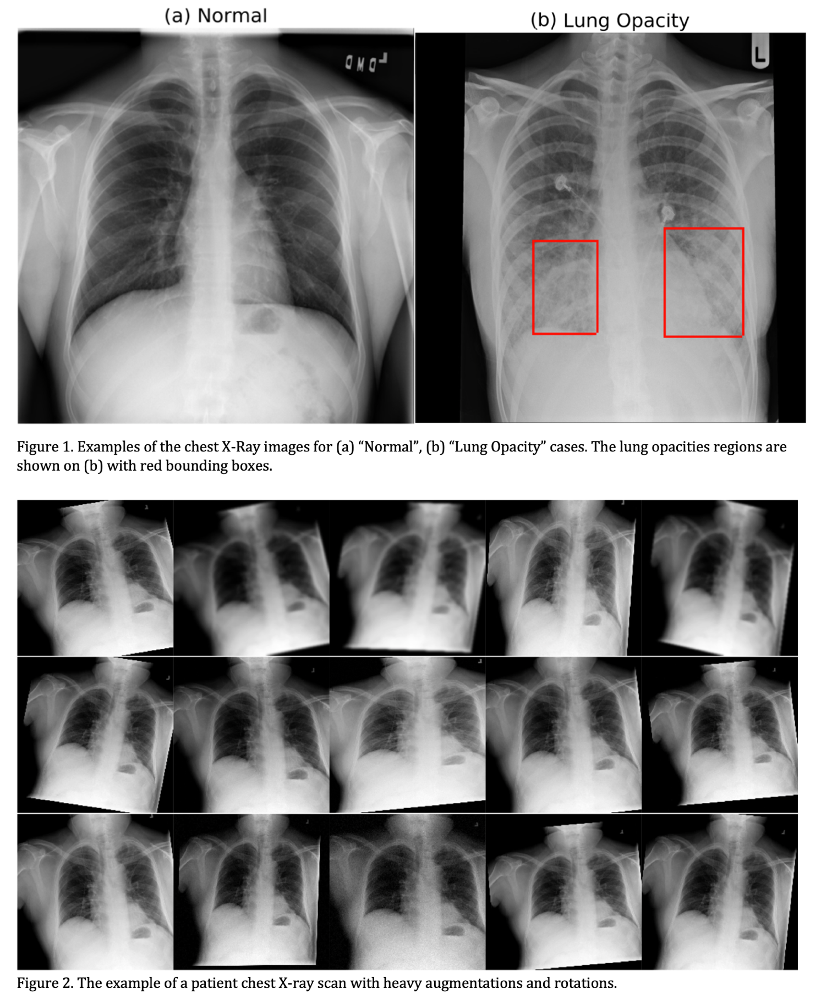 (a) Normal
(b) Lung Opacity
L
Figure 1. Examples of the chest X-Ray images for (a) “Normal”, (b) “Lung Opacity” cases. The lung opacities regions are
shown on (b) with red bounding boxes.
Figure 2. The example of a patient chest X-ray scan with heavy augmentations and rotations.